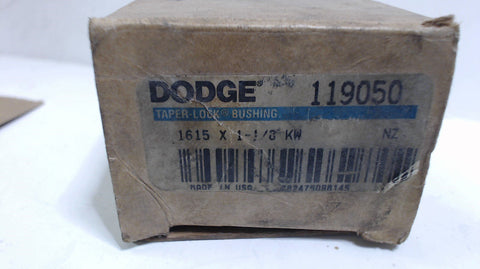 DODGE® 119050
TAPER-LOCK® BUSHING
1615 X 1-1/8 KW NZ
MADE IN USA